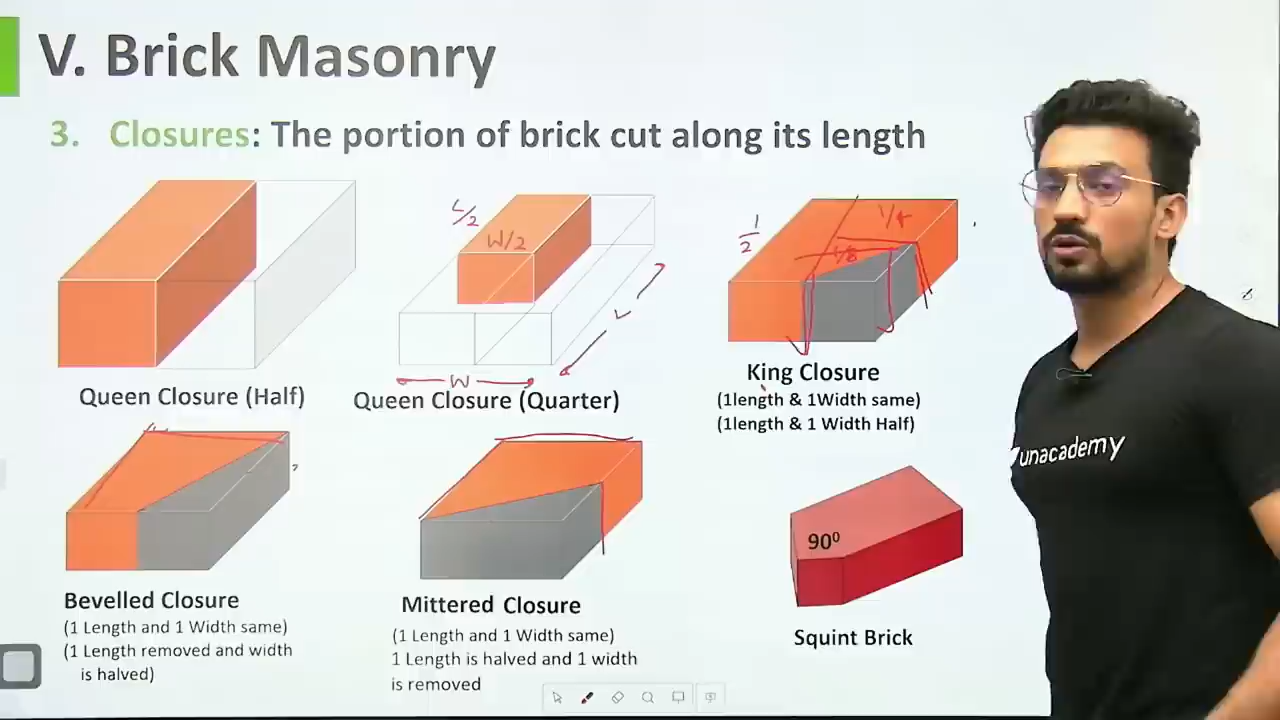 V. Brick Masonry
3. Closures: The portion of brick cut along its length
L/2
W/2
L
W
1/2
1/4
1/8
Queen Closure (Half)
Queen Closure (Quarter)
King Closure
(1length & 1Width same)
(1length & 1 Width Half)
unacademy
90⁰
Bevelled Closure
(1 Length and 1 Width same)
(1 Length removed and width
is halved)
Mittered Closure
(1 Length and 1 Width same)
1 Length is halved and 1 width
is removed
Squint Brick